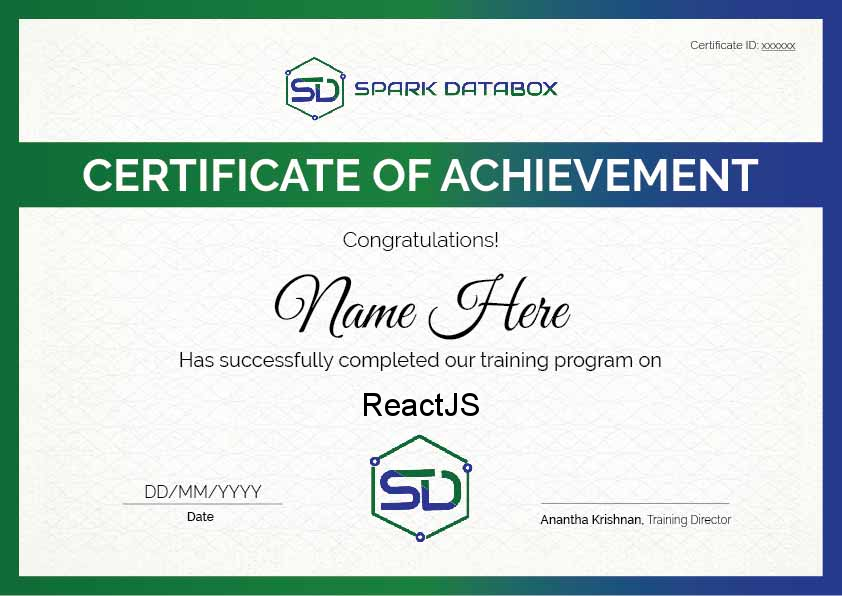 Certificate ID: xxxxxx
SD SPARK DATABOX
CERTIFICATE OF ACHIEVEMENT
Congratulations!
Name Here
Has successfully completed our training program on
ReactJS
SD
DD/MM/YYYY
Date
Anantha Krishnan, Training Director